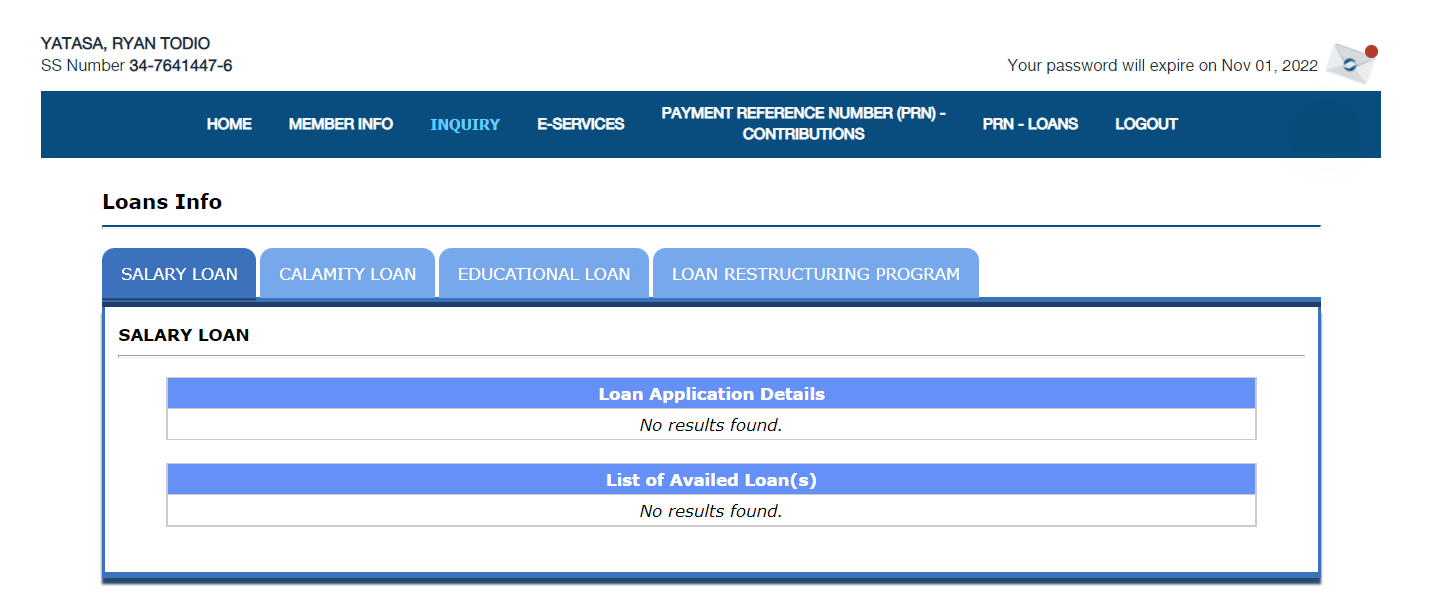 YATASA, RYAN TODIO
SS Number 34-7641447-6
Your password will expire on Nov 01, 2022
HOME MEMBER INFO INQUIRY E-SERVICES PAYMENT REFERENCE NUMBER (PRN) -
CONTRIBUTIONS PRN - LOANS LOGOUT
Loans Info
SALARY LOAN CALAMITY LOAN EDUCATIONAL LOAN LOAN RESTRUCTURING PROGRAM
SALARY LOAN
Loan Application Details
No results found.
List of Availed Loan(s)
No results found.